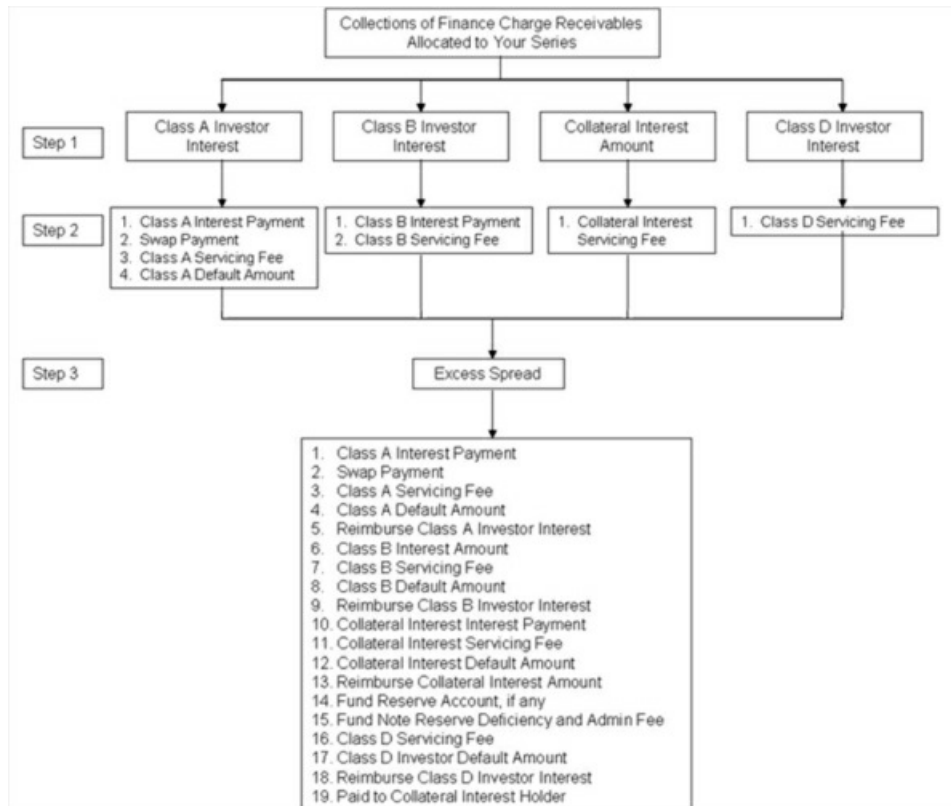 Collections of Finance Charge Receivables
Allocated to Your Series
Step 1
Class A Investor
Interest
Class B Investor
Interest
Collateral Interest
Amount
Class D Investor
Interest
Step 2
1. Class A Interest Payment
2. Swap Payment
3. Class A Servicing Fee
4. Class A Default Amount
1. Class B Interest Payment
2. Class B Servicing Fee
1. Collateral Interest
Servicing Fee
1. Class D Servicing Fee
Step 3
Excess Spread
1. Class A Interest Payment
2. Swap Payment
3. Class A Servicing Fee
4. Class A Default Amount
5. Reimburse Class A Investor Interest
6. Class B Interest Amount
7. Class B Servicing Fee
8. Class B Default Amount
9. Reimburse Class B Investor Interest
10. Collateral Interest Interest Payment
11. Collateral Interest Servicing Fee
12. Collateral Interest Default Amount
13. Reimburse Collateral Interest Amount
14. Fund Reserve Account, if any
15. Fund Note Reserve Deficiency and Admin Fee
16. Class D Servicing Fee
17. Class D Investor Default Amount
18. Reimburse Class D Investor Interest
19. Paid to Collateral Interest Holder